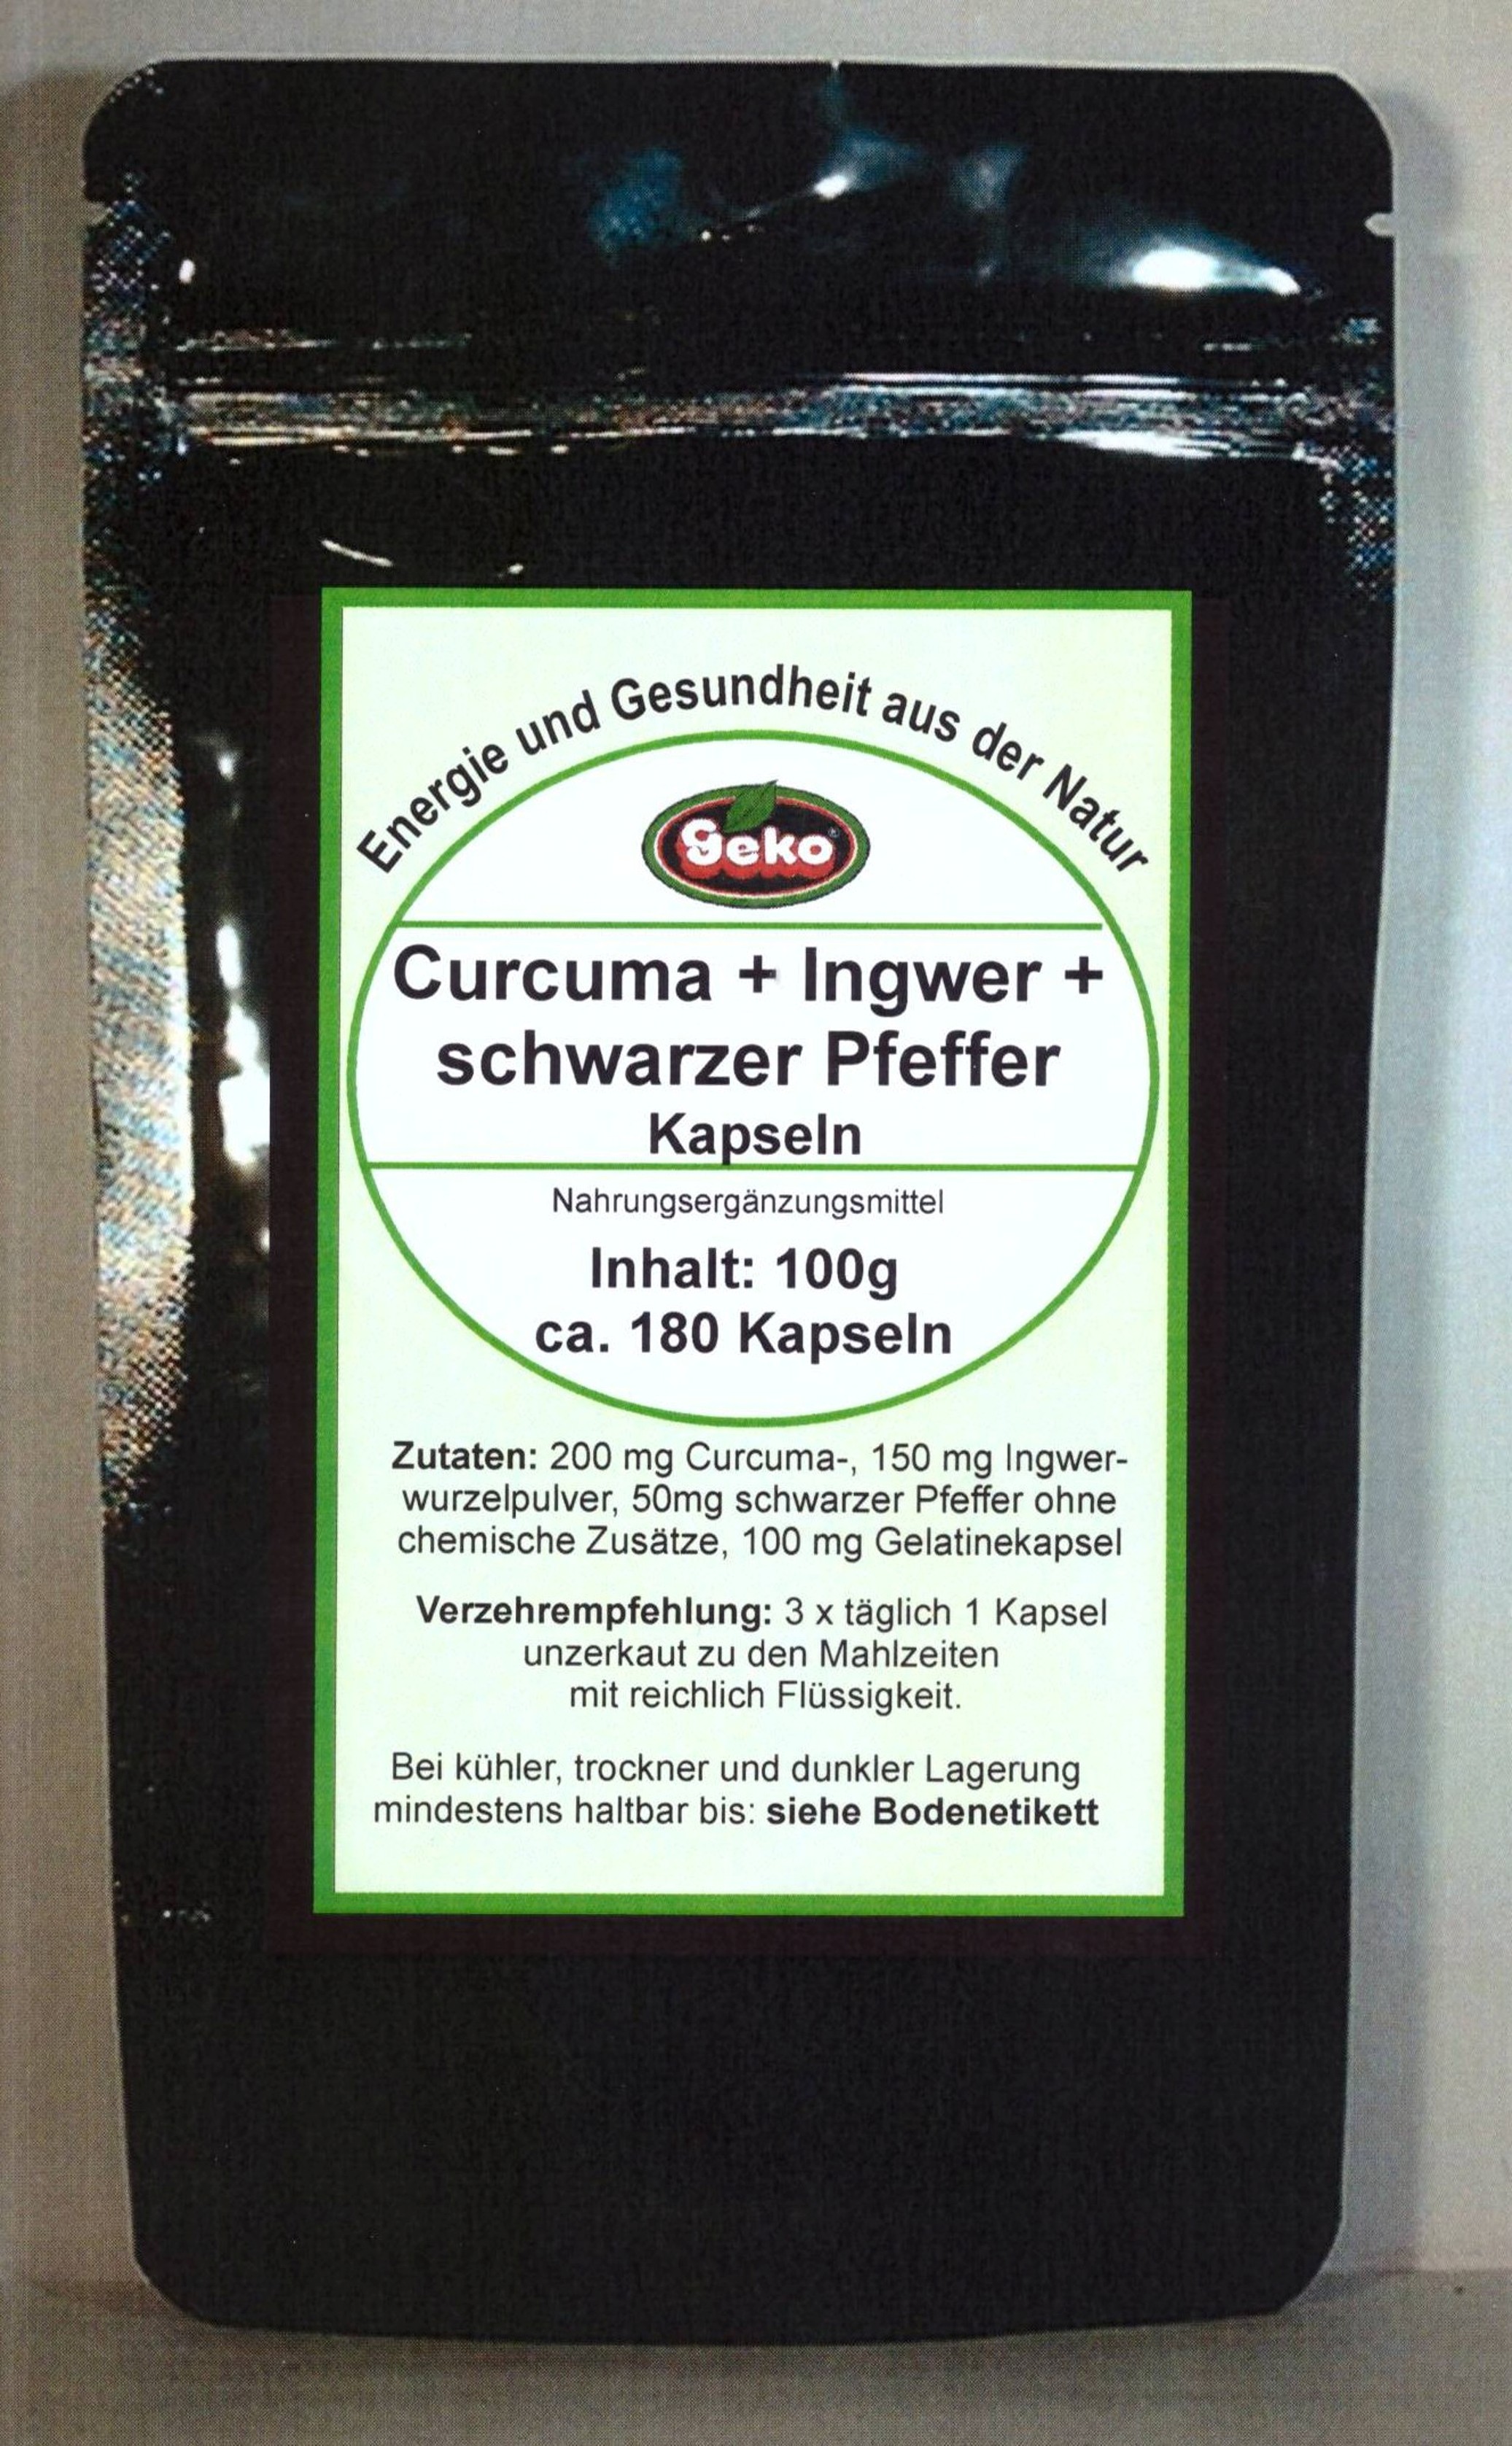 Energie und Gesundheit aus der Natur
Geko®
Curcuma + Ingwer +
schwarzer Pfeffer
Kapseln
Nahrungsergänzungsmittel
Inhalt: 100g
ca. 180 Kapseln
Zutaten: 200 mg Curcuma-, 150 mg Ingwer-
wurzelpulver, 50mg schwarzer Pfeffer ohne
chemische Zusätze, 100 mg Gelatinekapsel
Verzehrempfehlung: 3 x täglich 1 Kapsel
unzerkaut zu den Mahlzeiten
mit reichlich Flüssigkeit.
Bei kühler, trockner und dunkler Lagerung
mindestens haltbar bis: siehe Bodenetikett